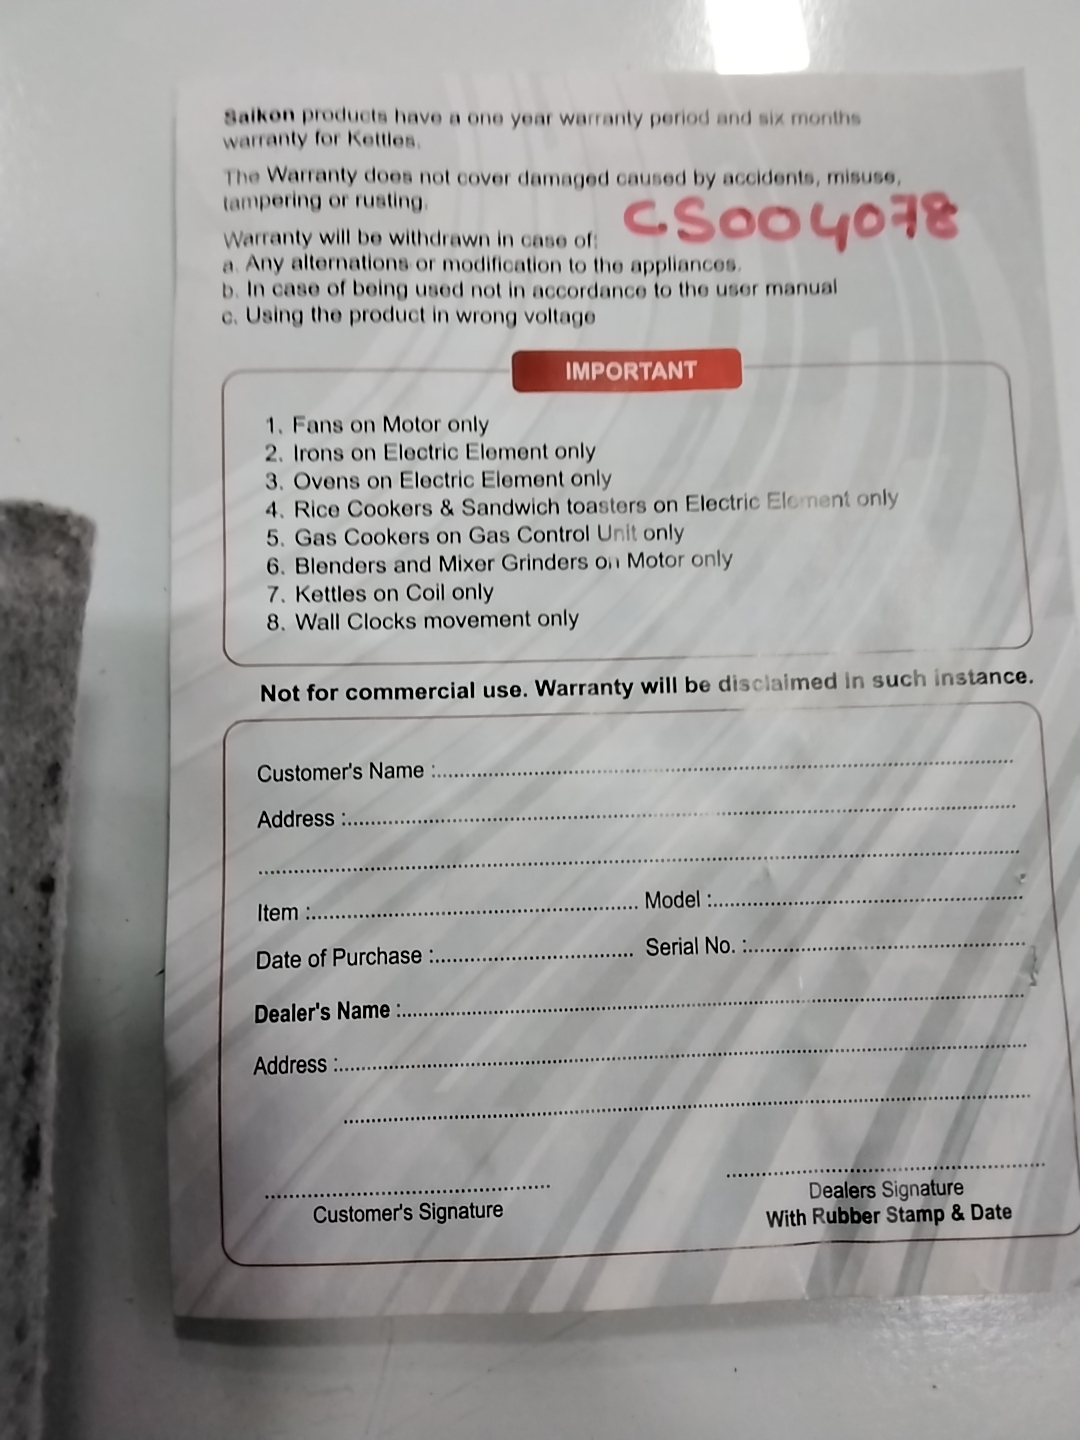 Saikon products have a one year warranty period and six months
warranty for Kettles.
The Warranty does not cover damaged caused by accidents, misuse,
tampering or rusting.
CS004078
Warranty will be withdrawn in case of:
a. Any alternations or modification to the appliances.
b. In case of being used not in accordance to the user manual
c. Using the product in wrong voltage
IMPORTANT
1. Fans on Motor only
2. Irons on Electric Element only
3. Ovens on Electric Element only
4. Rice Cookers & Sandwich toasters on Electric Element only
5. Gas Cookers on Gas Control Unit only
6. Blenders and Mixer Grinders on Motor only
7. Kettles on Coil only
8. Wall Clocks movement only
Not for commercial use. Warranty will be disclaimed in such instance.
Customer's Name :
Address :
Item : Model :
Date of Purchase : Serial No. :
Dealer's Name :
Address :
Customer's Signature
Dealers Signature
With Rubber Stamp & Date